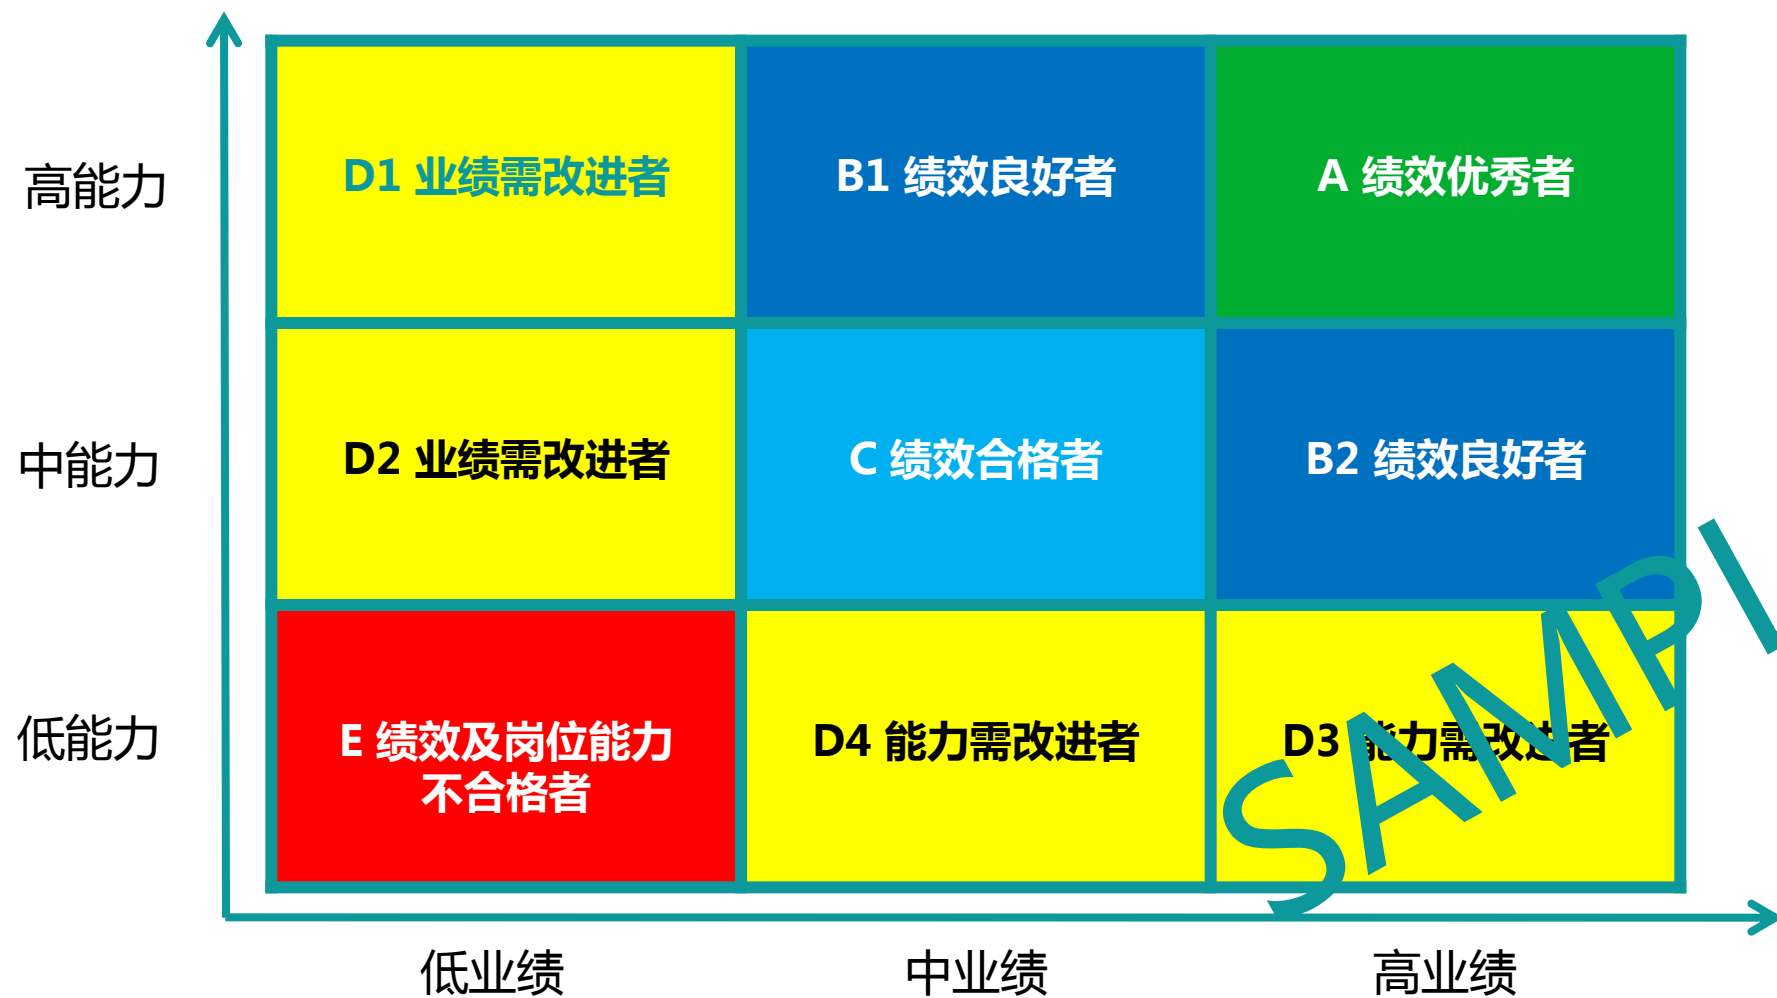 高能力
D1 业绩需改进者
B1 绩效良好者
A 绩效优秀者
中能力
D2 业绩需改进者
C 绩效合格者
B2 绩效良好者
低能力
E 绩效及岗位能力
不合格者
D4 能力需改进者
D3 能力需改进者
SAMPL
低业绩
中业绩
高业绩